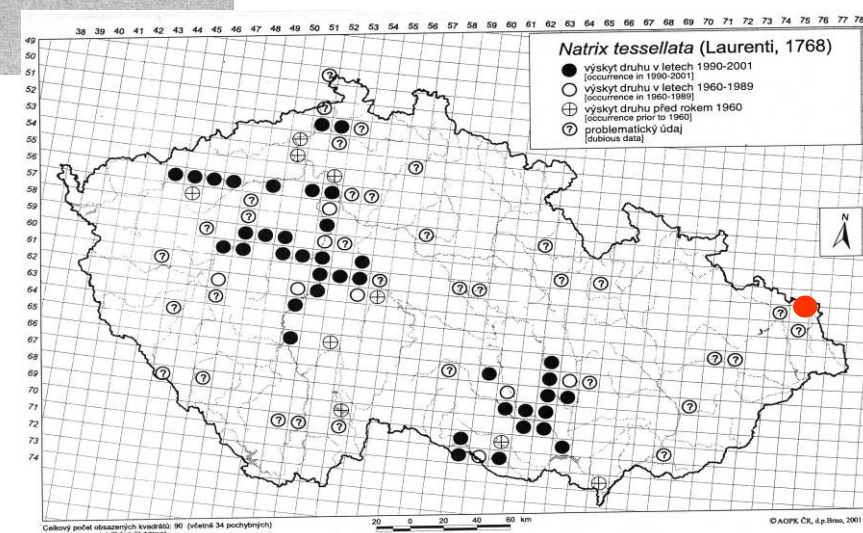 38 39 40 41 42 43 44 45 46 47 48 49 50 51 52 53 54 55 56 57 58 59 60 61 62 63 64 65 66 67 68 69 70 71 72 73 74 75 76 77 78
49
50
51
52
53
54
55
56
57
58
59
60
61
62
63
64
65
66
67
68
69
70
71
72
73
74
Natrix tessellata (Laurenti, 1768)
výskyt druhu v letech 1990-2001
[occurrence in 1990-2001]
výskyt druhu v letech 1960-1989
[occurrence in 1960-1989]
výskyt druhu před rokem 1960
[occurrence prior to 1960]
problematický údaj
[dubious data]
N
Celkový počet obsazených kvadrátů: 90 (včetně 34 pochybných)
20 0 20 40 60 km
© AOPK ČR, d.p.Brno, 2001